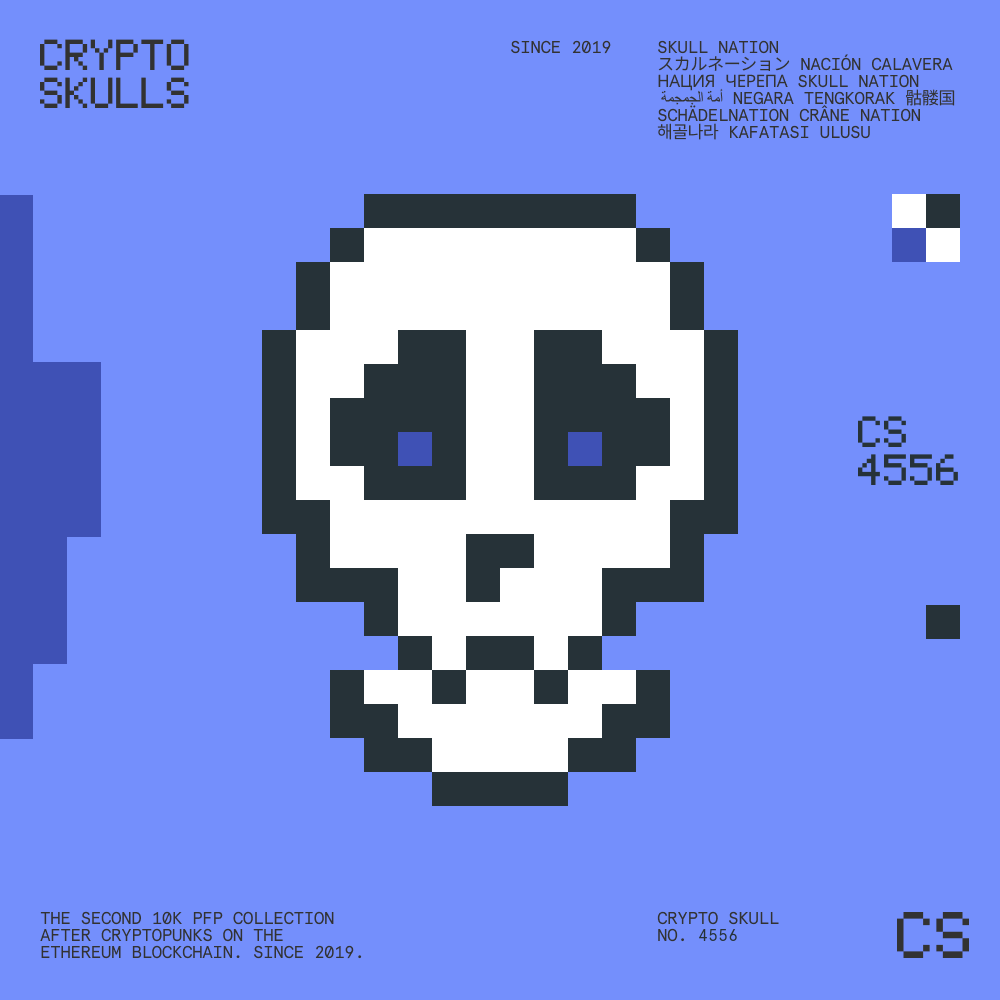 CRYPTO
SKULLS
SINCE 2019
SKULL NATION
スカルネーション NACIÓN CALAVERA
НАЦИЯ ЧЕРЕПА SKULL NATION
أمة الجمجمة NEGARA TENGKORAK 骷髅国
SCHÄDELNATION CRÂNE NATION
해골나라 KAFATASI ULUSU
CS
4556
THE SECOND 10K PFP COLLECTION
AFTER CRYPTOPUNKS ON THE
ETHEREUM BLOCKCHAIN. SINCE 2019.
CRYPTO SKULL
NO. 4556
CS